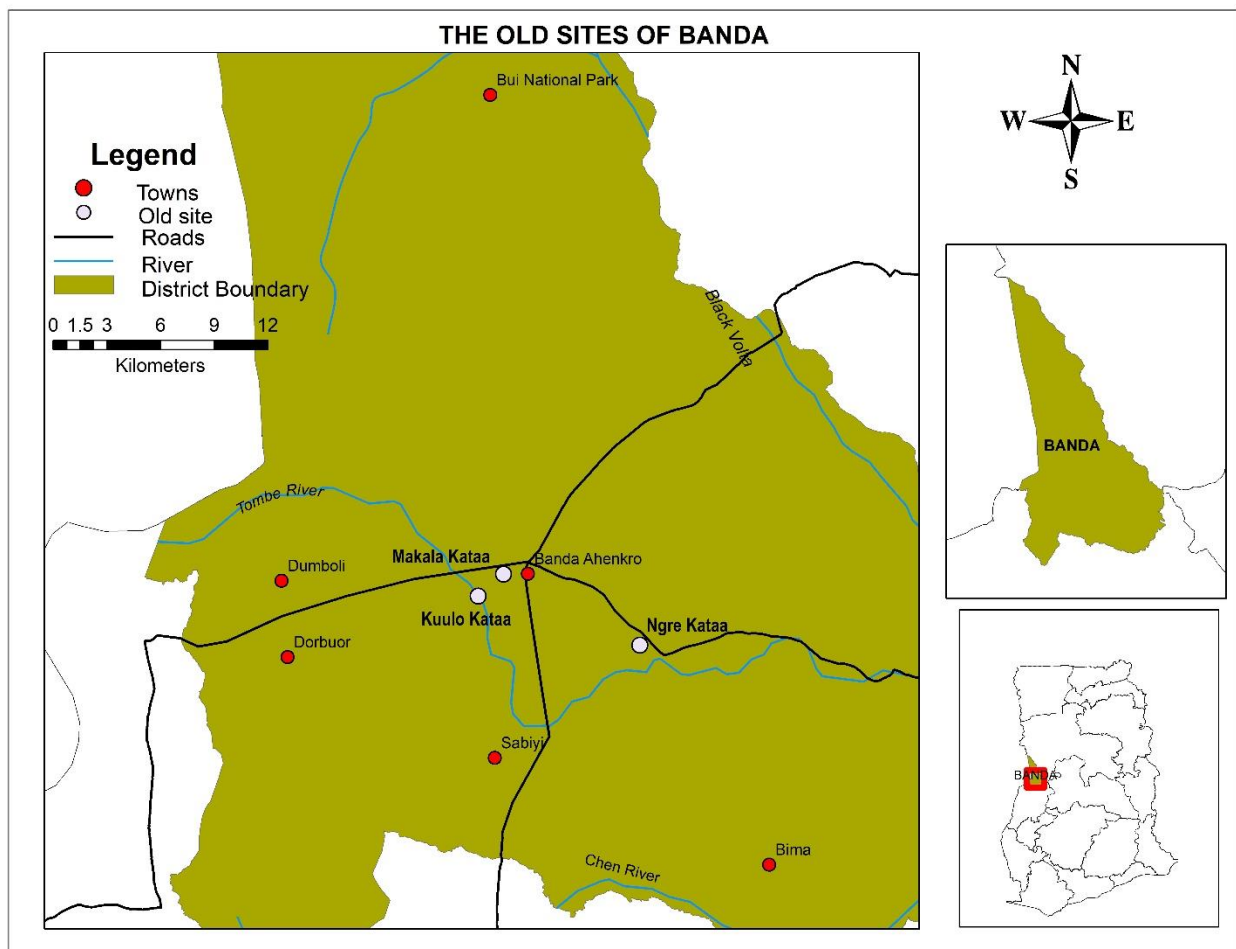 THE OLD SITES OF BANDA
Bui National Park
N
W E
S
Legend
Towns
Old site
Roads
River
District Boundary
0 1.5 3 6 9 12
Kilometers
Black Volta
BANDA
Tombe River
Makala Kataa
Banda Ahenkro
Dumboli
Kuulo Kataa
Ngre Kataa
Dorbuor
Sabiyi
BANDA
Bima
Chen River